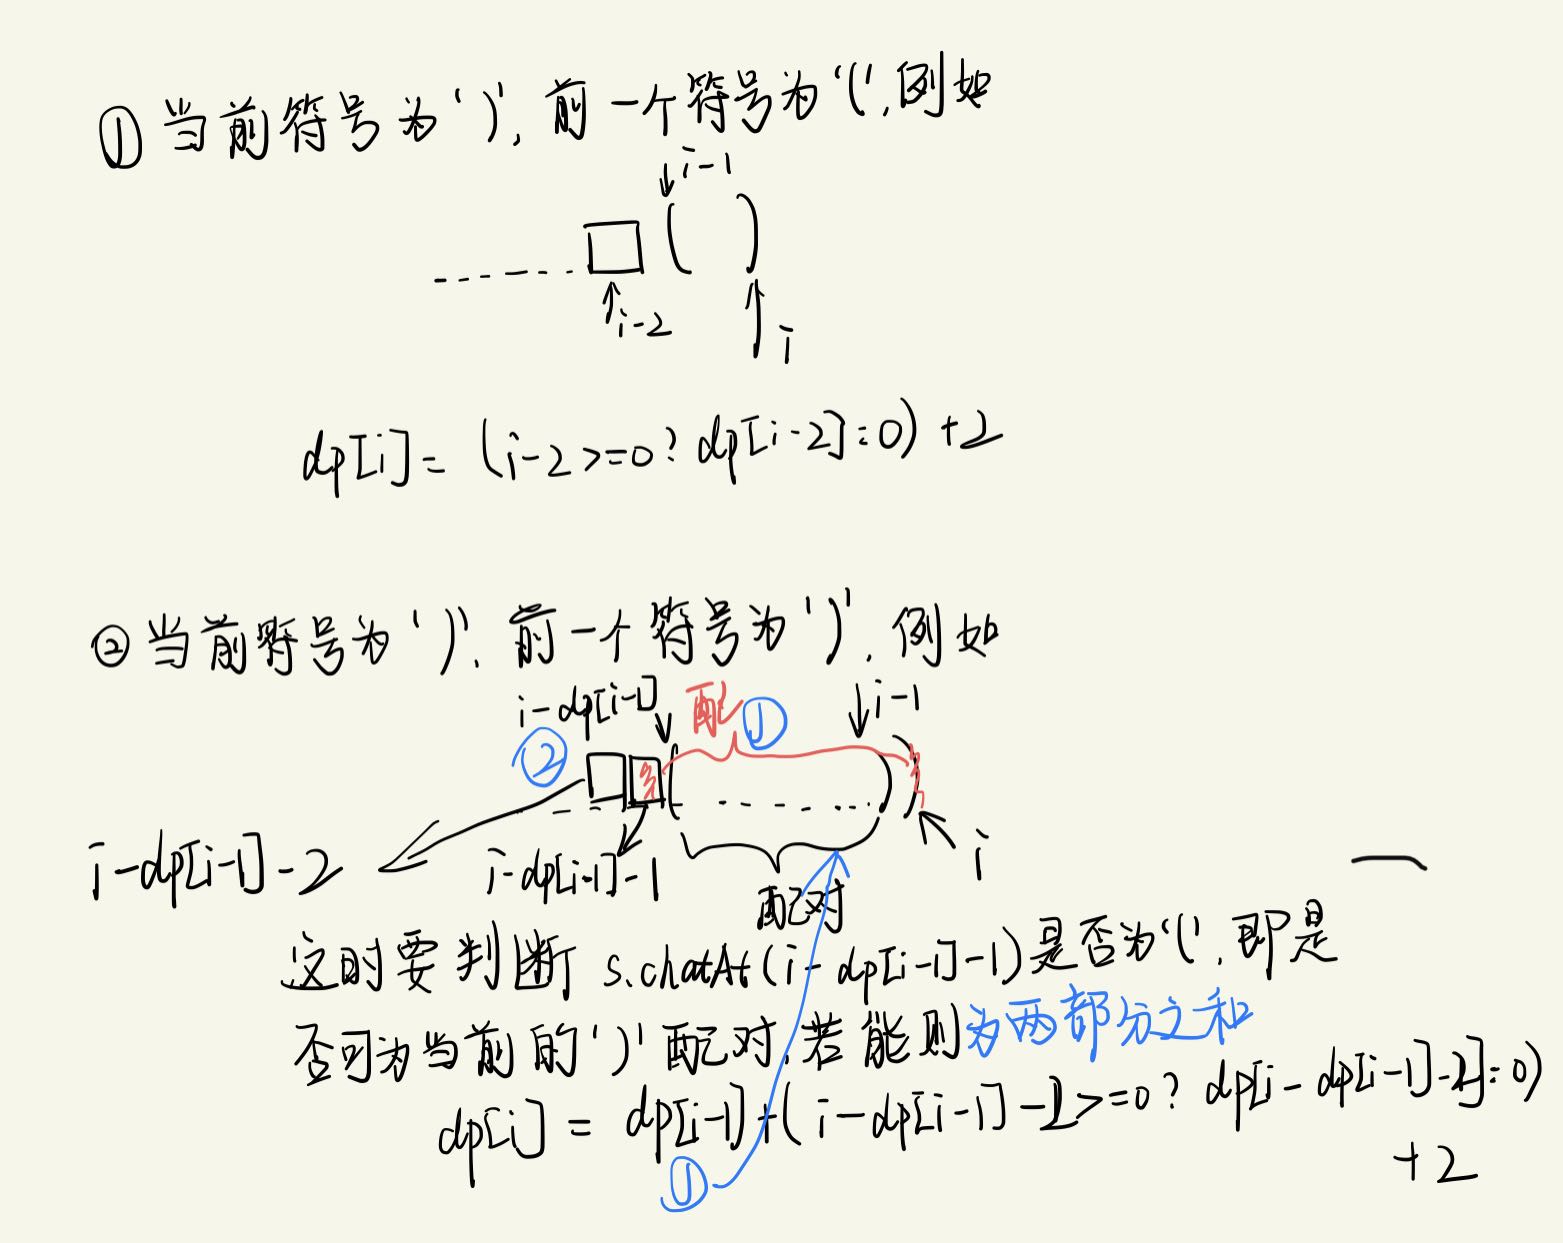 ① 当前符号为‘)’, 前一个符号为‘(’, 例如
↓i-1
( )
i-2
i
dp[i] = (i-2>=0? dp[i-2]:0) +2
② 当前符号为‘)’, 前一个符号为‘)’, 例如
i-dp[i-1] 配 ① i-1
②
( ) )
i-dp[i-1]-2 i-dp[i-1]-1 i
配对
这时要判断 s.chatAt(i-dp[i-1]-1)是否为‘(’, 即是
否可为当前的‘)’配对, 若能则为两部分之和
dp[i] = dp[i-1]+(i-dp[i-1]-2>=0? dp[i-dp[i-1]-2]:0)
+2
①